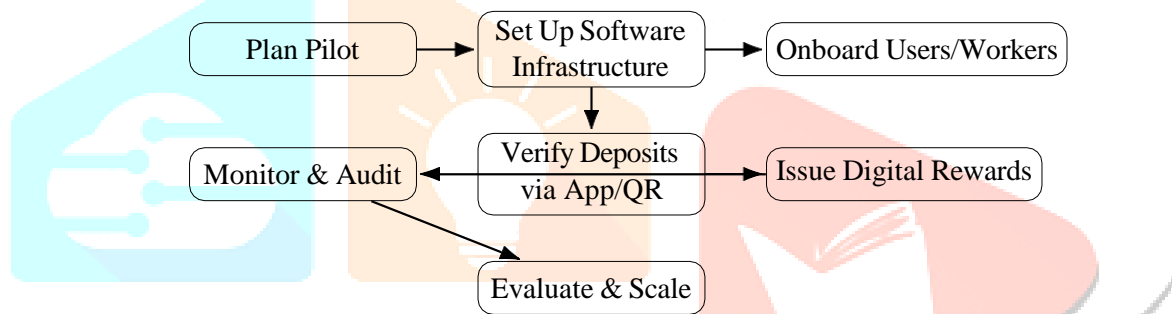 Plan Pilot
Set Up Software
Infrastructure
Onboard Users/Workers
Monitor & Audit
Verify Deposits
via App/QR
Issue Digital Rewards
Evaluate & Scale